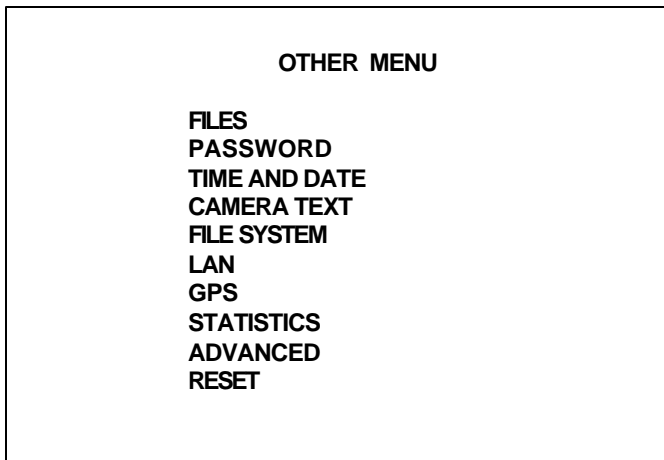 OTHER MENU
FILES
PASSWORD
TIME AND DATE
CAMERA TEXT
FILE SYSTEM
LAN
GPS
STATISTICS
ADVANCED
RESET